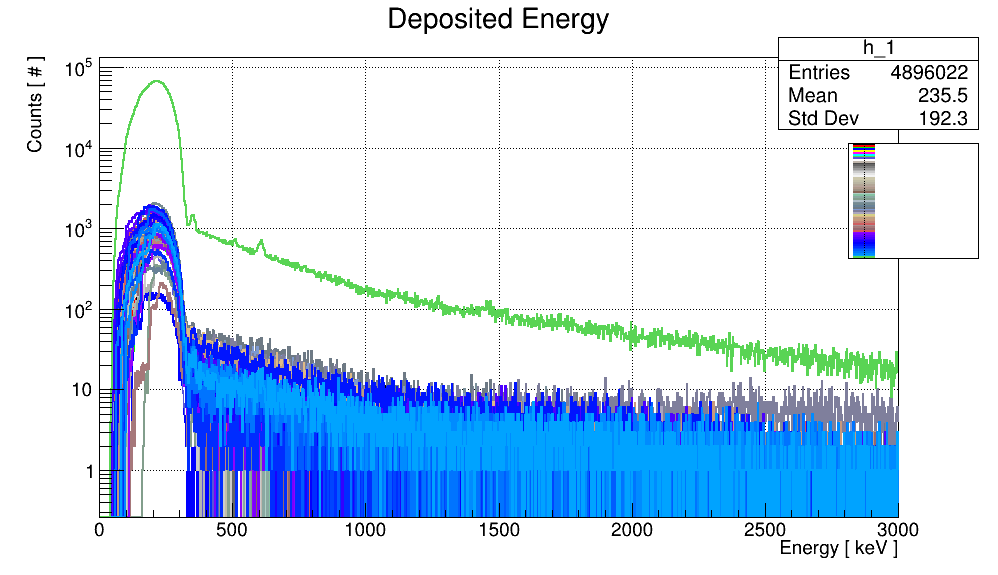 Deposited Energy
h_1
Entries 4896022
Mean 235.5
Std Dev 192.3
Counts [ # ]
10^5
10^4
10^3
10^2
10
1
0 500 1000 1500 2000 2500 3000
Energy [ keV ]